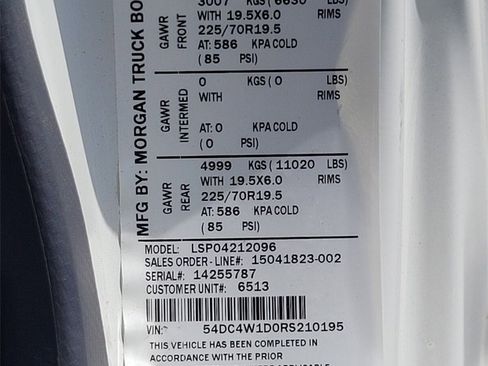 MFG BY: MORGAN TRUCK BO
GAWR FRONT
3007 KGS ( 6630 LBS)
WITH 19.5X6.0 RIMS
225/70R19.5
AT: 586 KPA COLD
( 85 PSI)
GAWR INTERMED
0 KGS ( 0 LBS)
WITH RIMS
AT: 0 KPA COLD
( 0 PSI)
GAWR REAR
4999 KGS ( 11020 LBS)
WITH 19.5X6.0 RIMS
225/70R19.5
AT: 586 KPA COLD
( 85 PSI)
MODEL: LSP04212096
SALES ORDER - LINE#: 15041823-002
SERIAL#: 14255787
CUSTOMER UNIT#: 6513
VIN: 54DC4W1D0RS210195
THIS VEHICLE HAS BEEN COMPLETED IN
ACCORDANCE WITH THE PRIOR